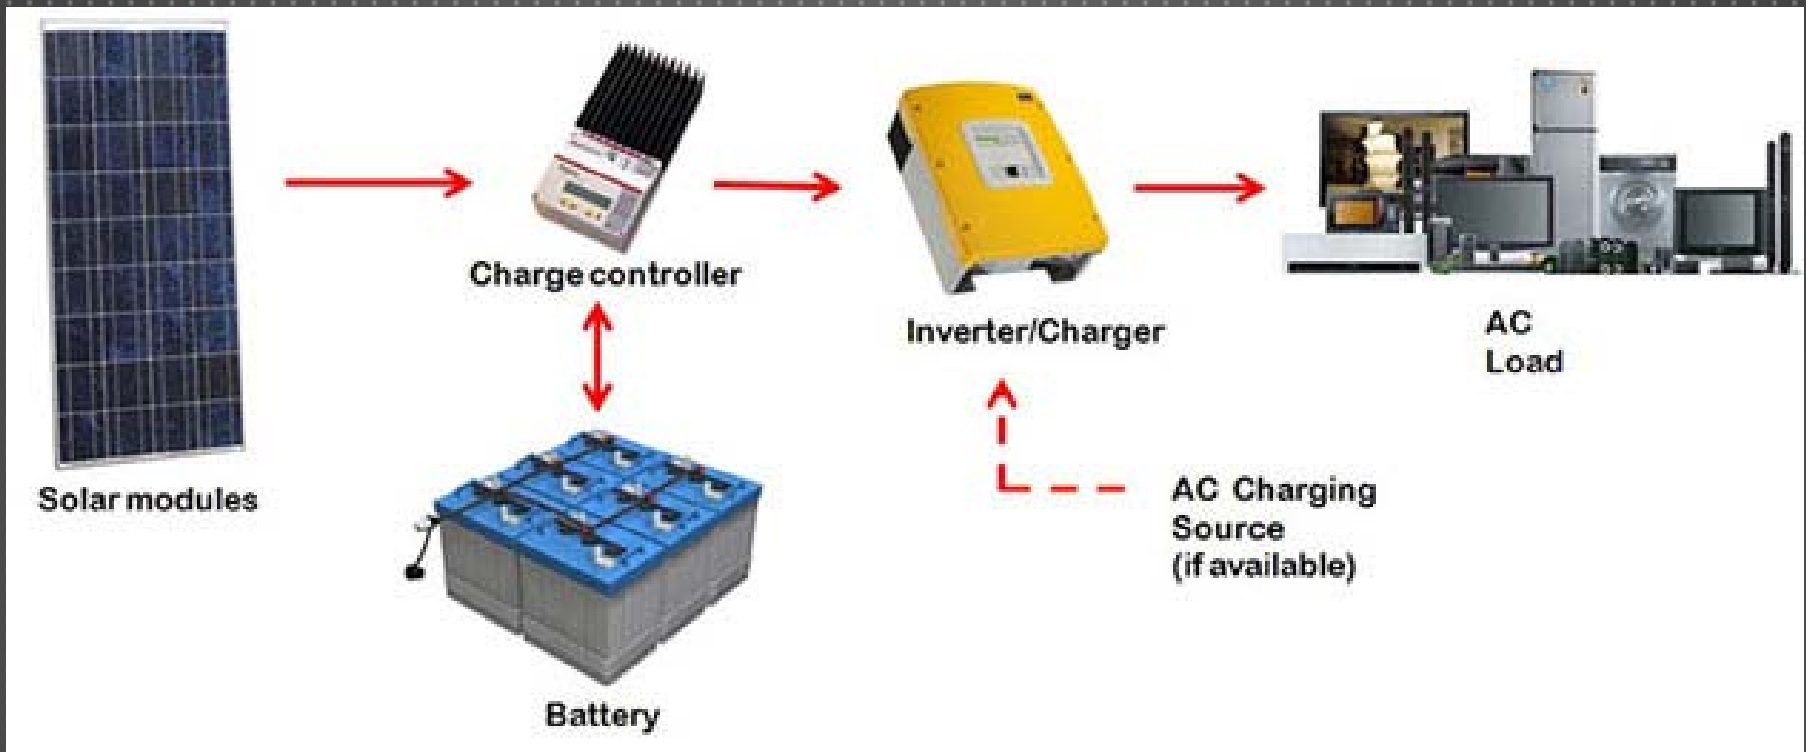 Charge controller
Inverter/Charger
AC
Load
Solar modules
AC Charging
Source
(if available)
Battery